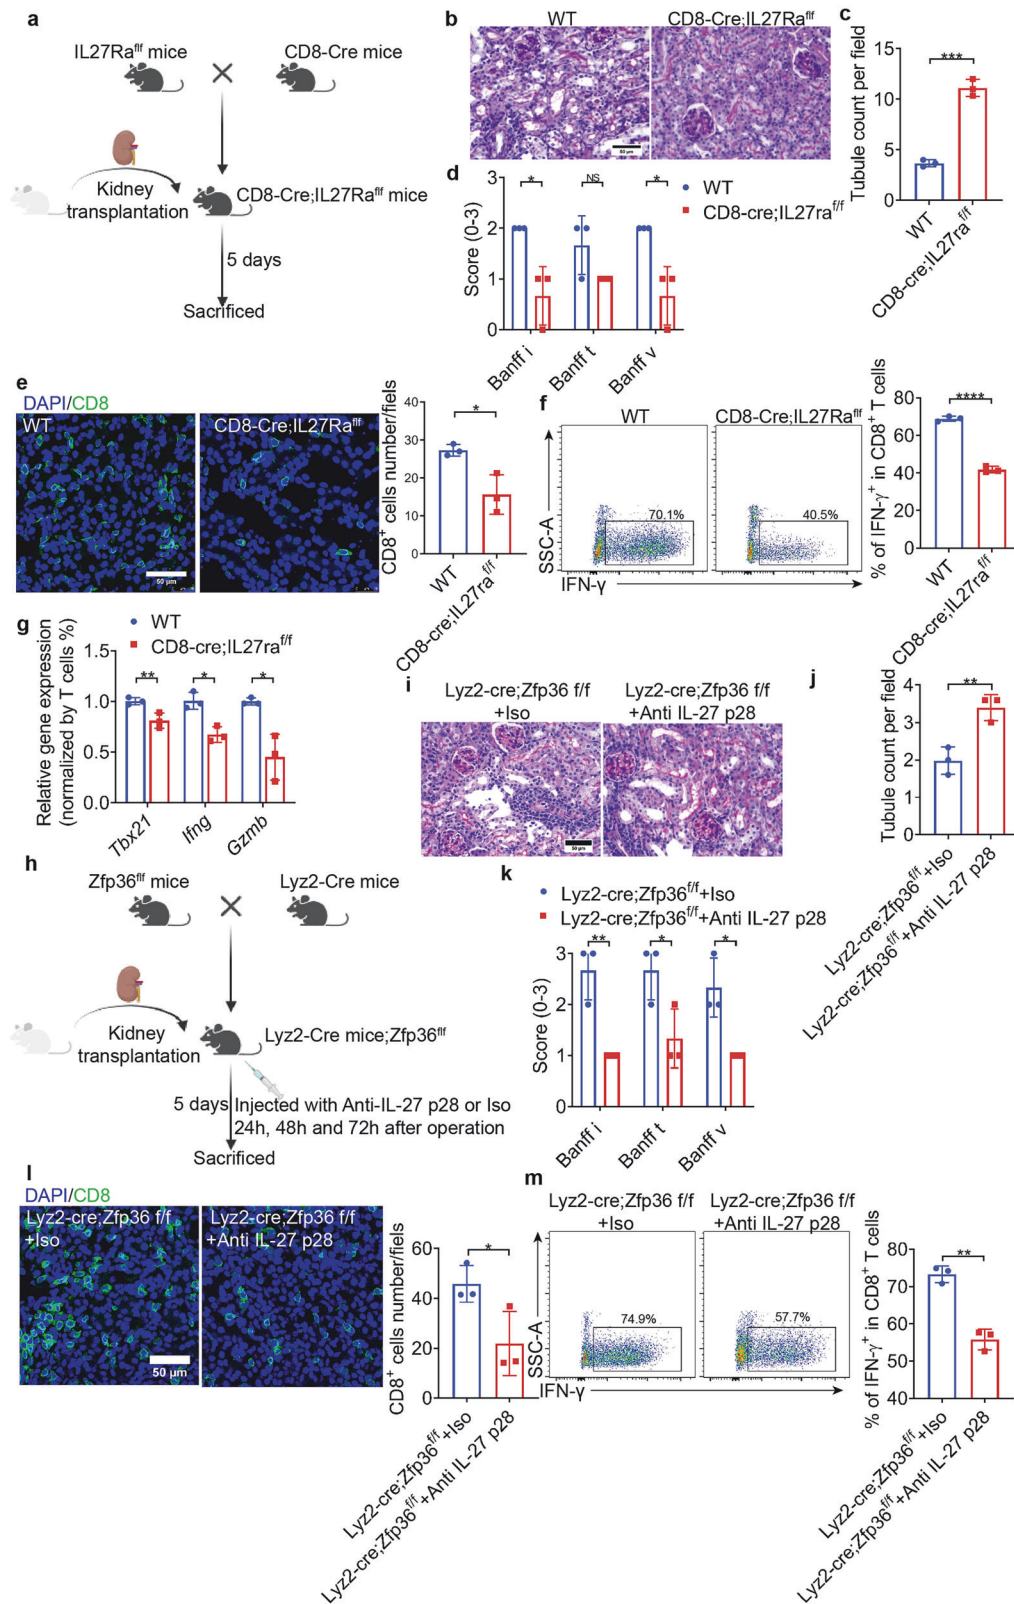 a
IL27Raf/f mice
CD8-Cre mice
Kidney
transplantation
CD8-Cre;IL27Raf/f mice
5 days
Sacrificed
b
WT
CD8-Cre;IL27Raf/f
50 μm
c
Tubule count per field
15
10
5
0
***
WT
CD8-Cre;IL27raf/f
d
Score (0-3)
3
2
1
0
*
NS
*
WT
CD8-cre;IL27raf/f
Banff i
Banff t
Banff v
e
DAPI/CD8
WT
CD8-Cre;IL27Raf/f
50 μm
CD8+ cells number/fiels
40
30
20
10
0
*
WT
CD8-cre;IL27raf/f
f
WT
CD8-Cre;IL27Raf/f
70.1%
40.5%
SSC-A
IFN-γ
% of IFN-γ+ in CD8+ T cells
80
60
40
20
0
****
WT
CD8-cre;IL27raf/f
g
WT
CD8-cre;IL27raf/f
Relative gene expression
(normalized by T cells %)
1.5
1.0
0.5
0.0
**
*
*
Tbx21
Ifng
Gzmb
h
Zfp36f/f mice
Lyz2-Cre mice
Kidney
transplantation
Lyz2-Cre mice;Zfp36f/f
5 days
Injected with Anti-IL-27 p28 or Iso
24h, 48h and 72h after operation
Sacrificed
i
Lyz2-cre;Zfp36 f/f
+Iso
Lyz2-cre;Zfp36 f/f
+Anti IL-27 p28
50 μm
j
Tubule count per field
4
3
2
1
0
**
Lyz2-cre;Zfp36f/f+Iso
Lyz2-cre;Zfp36f/f+Anti IL-27 p28
k
Lyz2-cre;Zfp36f/f+Iso
Lyz2-cre;Zfp36f/f+Anti IL-27 p28
Score (0-3)
3
2
1
0
**
*
*
Banff i
Banff t
Banff v
l
DAPI/CD8
Lyz2-cre;Zfp36 f/f
+Iso
Lyz2-cre;Zfp36 f/f
+Anti IL-27 p28
50 μm
CD8+ cells number/fiels
60
40
20
0
*
Lyz2-cre;Zfp36f/f+Iso
Lyz2-cre;Zfp36f/f+Anti IL-27 p28
m
Lyz2-cre;Zfp36 f/f
+Iso
Lyz2-cre;Zfp36 f/f
+Anti IL-27 p28
74.9%
57.7%
SSC-A
IFN-γ
% of IFN-γ+ in CD8+ T cells
80
70
60
50
40
**
Lyz2-cre;Zfp36f/f+Iso
Lyz2-cre;Zfp36f/f+Anti IL-27 p28